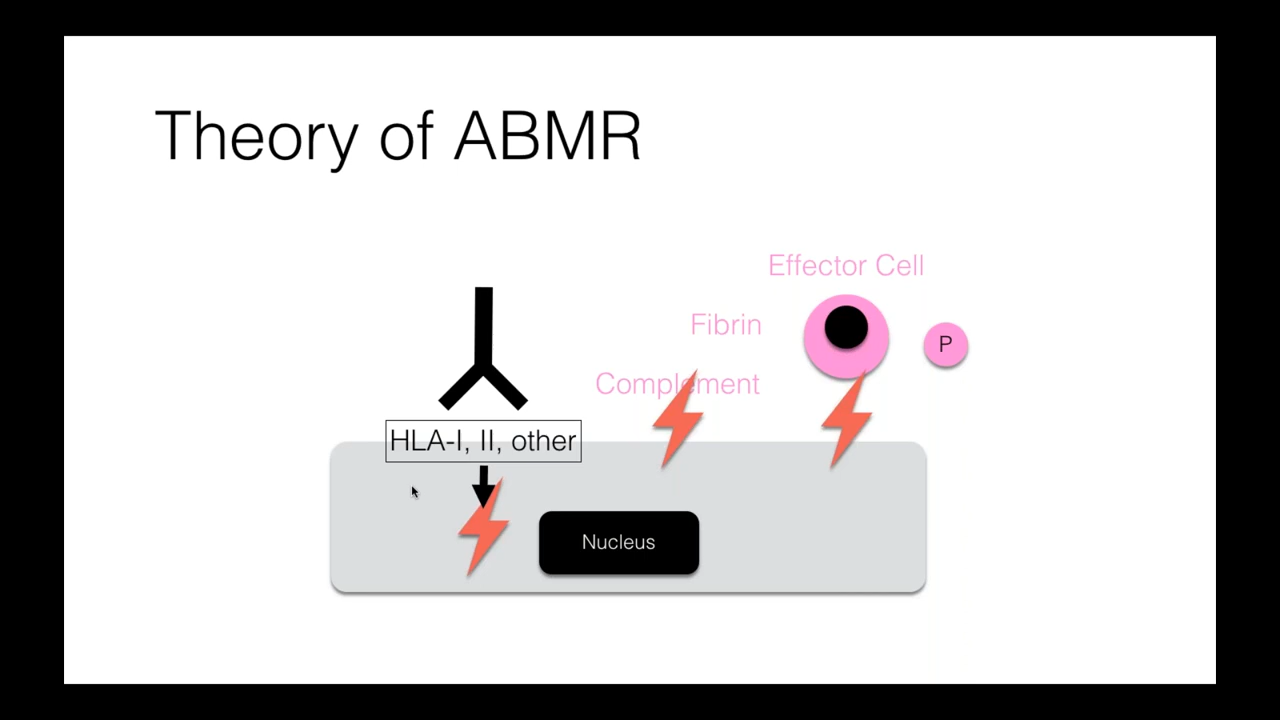 Theory of ABMR
Effector Cell
Fibrin
P
Complement
HLA-I, II, other
Nucleus